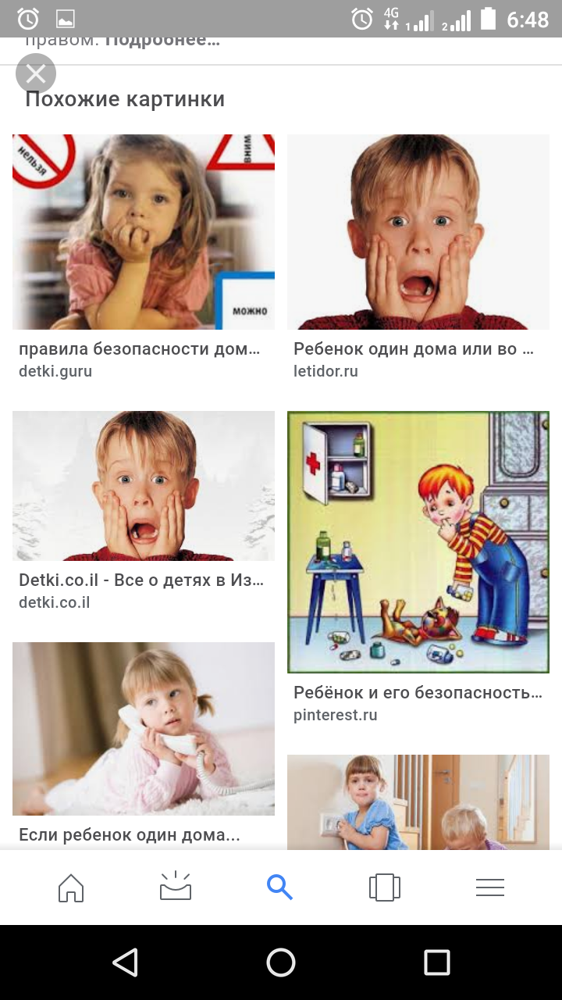 4G
1
2
6:48
правом. Подробнее...
Похожие картинки
нельзя
вним
можно
правила безопасности дом...
detki.guru
Ребенок один дома или во ...
letidor.ru
Detki.co.il - Все о детях в Из...
detki.co.il
Ребёнок и его безопасность...
pinterest.ru
Если ребенок один дома...